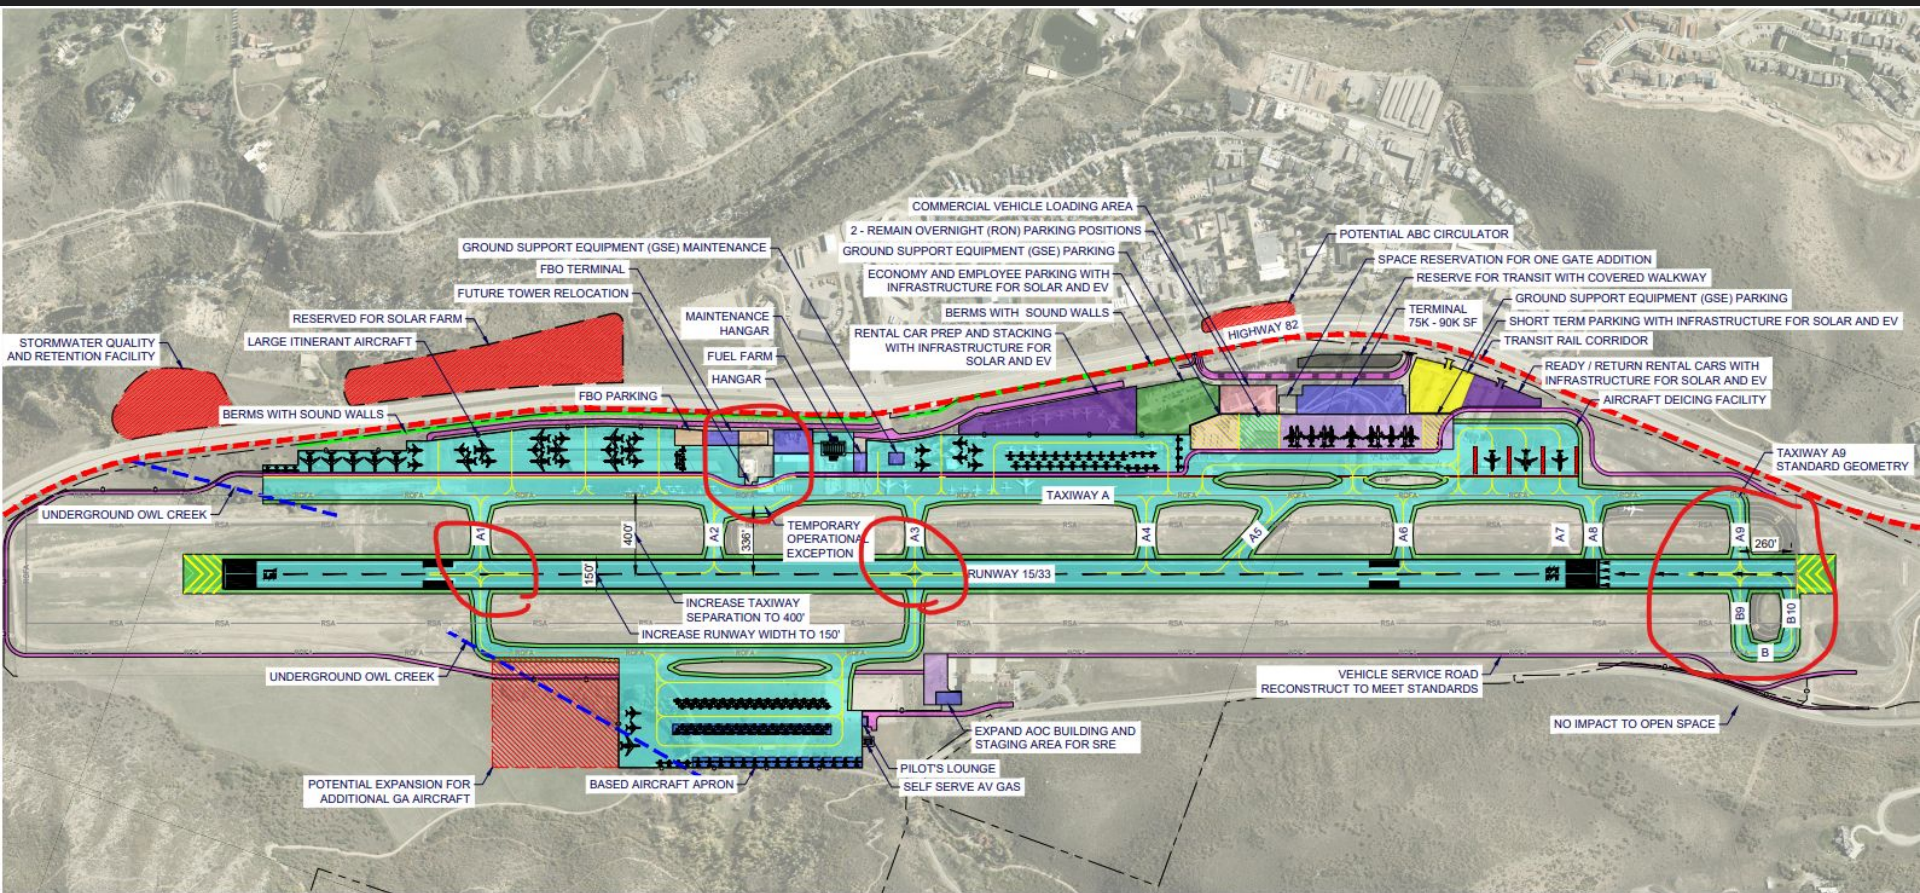 COMMERCIAL VEHICLE LOADING AREA
2 - REMAIN OVERNIGHT (RON) PARKING POSITIONS
GROUND SUPPORT EQUIPMENT (GSE) PARKING
ECONOMY AND EMPLOYEE PARKING WITH
INFRASTRUCTURE FOR SOLAR AND EV
BERMS WITH SOUND WALLS
RENTAL CAR PREP AND STACKING
WITH INFRASTRUCTURE FOR
SOLAR AND EV
GROUND SUPPORT EQUIPMENT (GSE) MAINTENANCE
FBO TERMINAL
FUTURE TOWER RELOCATION
MAINTENANCE
HANGAR
FUEL FARM
HANGAR
FBO PARKING
RESERVED FOR SOLAR FARM
LARGE ITINERANT AIRCRAFT
STORMWATER QUALITY
AND RETENTION FACILITY
BERMS WITH SOUND WALLS
UNDERGROUND OWL CREEK
POTENTIAL ABC CIRCULATOR
SPACE RESERVATION FOR ONE GATE ADDITION
RESERVE FOR TRANSIT WITH COVERED WALKWAY
GROUND SUPPORT EQUIPMENT (GSE) PARKING
TERMINAL
75K - 90K SF
SHORT TERM PARKING WITH INFRASTRUCTURE FOR SOLAR AND EV
HIGHWAY 82
TRANSIT RAIL CORRIDOR
READY / RETURN RENTAL CARS WITH
INFRASTRUCTURE FOR SOLAR AND EV
AIRCRAFT DEICING FACILITY
TAXIWAY A9
STANDARD GEOMETRY
TAXIWAY A
A1
400'
A2
336'
TEMPORARY
OPERATIONAL
EXCEPTION
A3
A4
A5
A6
A7
A8
A9
260'
150'
RUNWAY 15/33
INCREASE TAXIWAY
SEPARATION TO 400'
INCREASE RUNWAY WIDTH TO 150'
B9
B10
B
RSA
ROFA
UNDERGROUND OWL CREEK
VEHICLE SERVICE ROAD
RECONSTRUCT TO MEET STANDARDS
NO IMPACT TO OPEN SPACE
EXPAND AOC BUILDING AND
STAGING AREA FOR SRE
PILOT'S LOUNGE
SELF SERVE AV GAS
BASED AIRCRAFT APRON
POTENTIAL EXPANSION FOR
ADDITIONAL GA AIRCRAFT